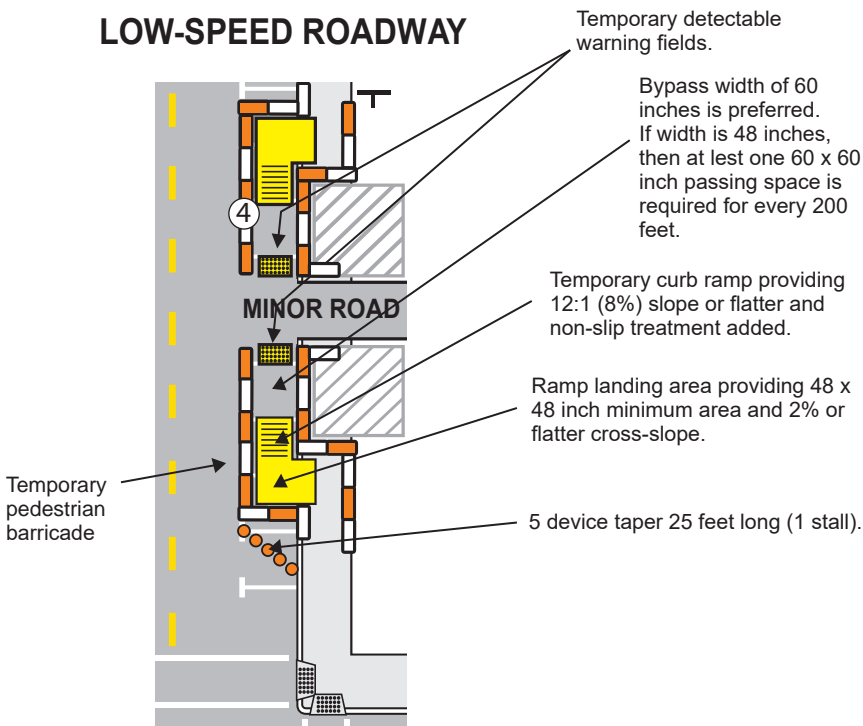 LOW-SPEED ROADWAY
Temporary detectable
warning fields.
Bypass width of 60
inches is preferred.
If width is 48 inches,
then at lest one 60 x 60
inch passing space is
required for every 200
feet.
4
MINOR ROAD
Temporary curb ramp providing
12:1 (8%) slope or flatter and
non-slip treatment added.
Ramp landing area providing 48 x
48 inch minimum area and 2% or
flatter cross-slope.
Temporary
pedestrian
barricade
5 device taper 25 feet long (1 stall).